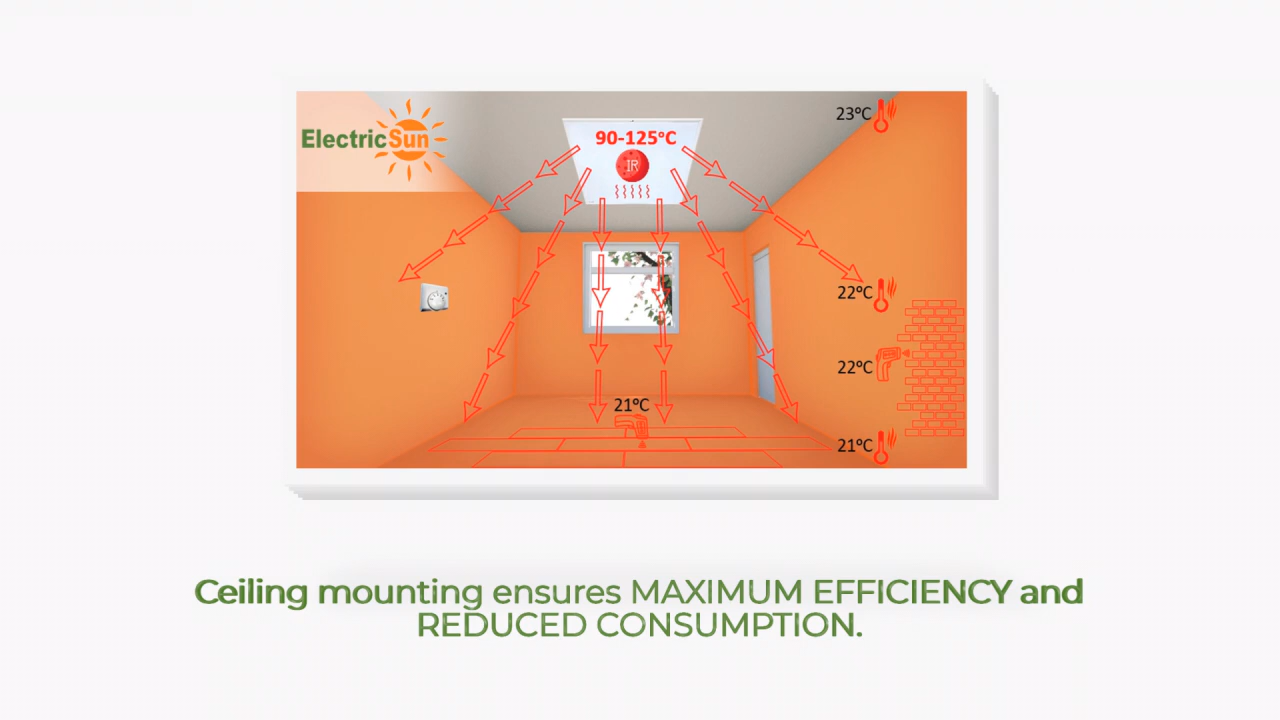 ElectricSun
90-125°C
IR
23°C
22°C
22°C
21°C
21°C
Ceiling mounting ensures MAXIMUM EFFICIENCY and
REDUCED CONSUMPTION.